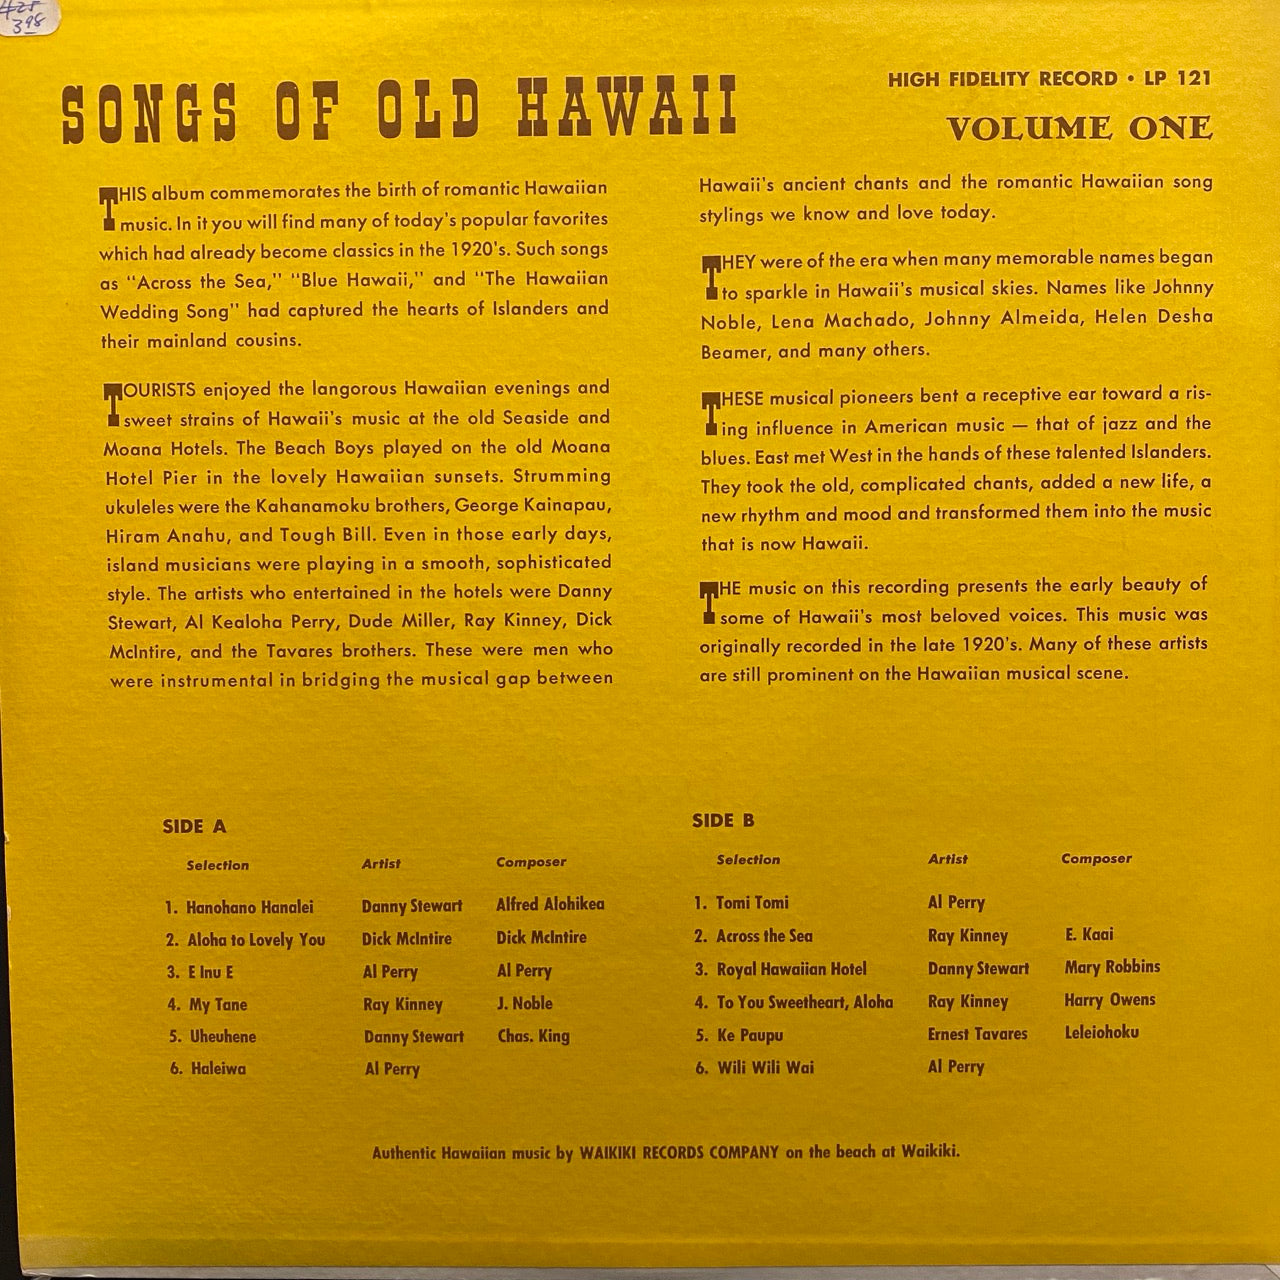 398
SONGS OF OLD HAWAII
HIGH FIDELITY RECORD • LP 121
VOLUME ONE
THIS album commemorates the birth of romantic Hawaiian
music. In it you will find many of today's popular favorites
which had already become classics in the 1920's. Such songs
as "Across the Sea," "Blue Hawaii," and "The Hawaiian
Wedding Song" had captured the hearts of Islanders and
their mainland cousins.
TOURISTS enjoyed the langorous Hawaiian evenings and
sweet strains of Hawaii's music at the old Seaside and
Moana Hotels. The Beach Boys played on the old Moana
Hotel Pier in the lovely Hawaiian sunsets. Strumming
ukuleles were the Kahanamoku brothers, George Kainapau,
Hiram Anahu, and Tough Bill. Even in those early days,
island musicians were playing in a smooth, sophisticated
style. The artists who entertained in the hotels were Danny
Stewart, Al Kealoha Perry, Dude Miller, Ray Kinney, Dick
McIntire, and the Tavares brothers. These were men who
were instrumental in bridging the musical gap between
Hawaii's ancient chants and the romantic Hawaiian song
stylings we know and love today.
THEY were of the era when many memorable names began
to sparkle in Hawaii's musical skies. Names like Johnny
Noble, Lena Machado, Johnny Almeida, Helen Desha
Beamer, and many others.
THESE musical pioneers bent a receptive ear toward a ris-
ing influence in American music — that of jazz and the
blues. East met West in the hands of these talented Islanders.
They took the old, complicated chants, added a new life, a
new rhythm and mood and transformed them into the music
that is now Hawaii.
THE music on this recording presents the early beauty of
some of Hawaii's most beloved voices. This music was
originally recorded in the late 1920's. Many of these artists
are still prominent on the Hawaiian musical scene.
SIDE A
Selection Artist Composer
1. Hanohano Hanalei Danny Stewart Alfred Alohikea
2. Aloha to Lovely You Dick McIntire Dick McIntire
3. E Inu E Al Perry Al Perry
4. My Tane Ray Kinney J. Noble
5. Uheuhene Danny Stewart Chas. King
6. Haleiwa Al Perry
SIDE B
Selection Artist Composer
1. Tomi Tomi Al Perry
2. Across the Sea Ray Kinney E. Kaai
3. Royal Hawaiian Hotel Danny Stewart Mary Robbins
4. To You Sweetheart, Aloha Ray Kinney Harry Owens
5. Ke Paupu Ernest Tavares Leleiohoku
6. Wili Wili Wai Al Perry
Authentic Hawaiian music by WAIKIKI RECORDS COMPANY on the beach at Waikiki.